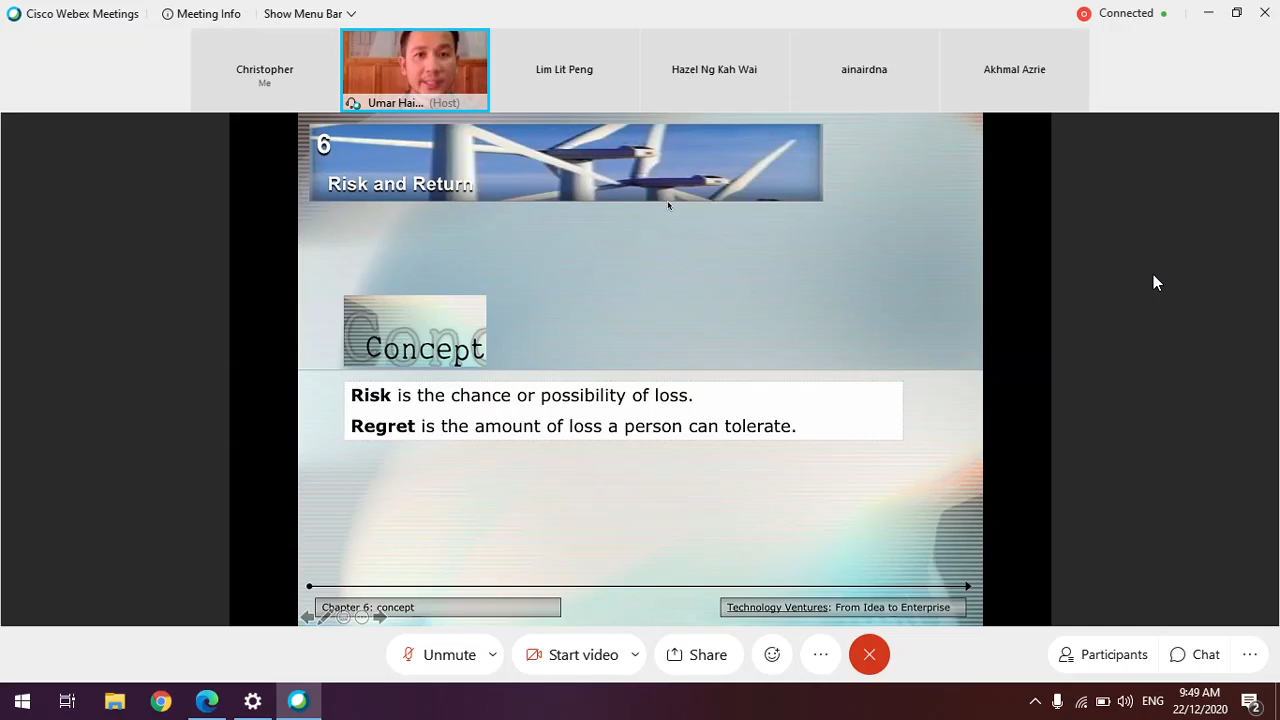 Cisco Webex Meetings
Meeting Info
Show Menu Bar
Connected
Christopher
Me
Umar Hai... (Host)
Lim Lit Peng
Hazel Ng Kah Wai
ainairdna
Akhmal Azrie
6
Risk and Return
Concept
Risk is the chance or possibility of loss.
Regret is the amount of loss a person can tolerate.
Chapter 6: concept
Technology Ventures: From Idea to Enterprise
Unmute
Start video
Share
Participants
Chat
ENG
9:49 AM
22/12/2020
2